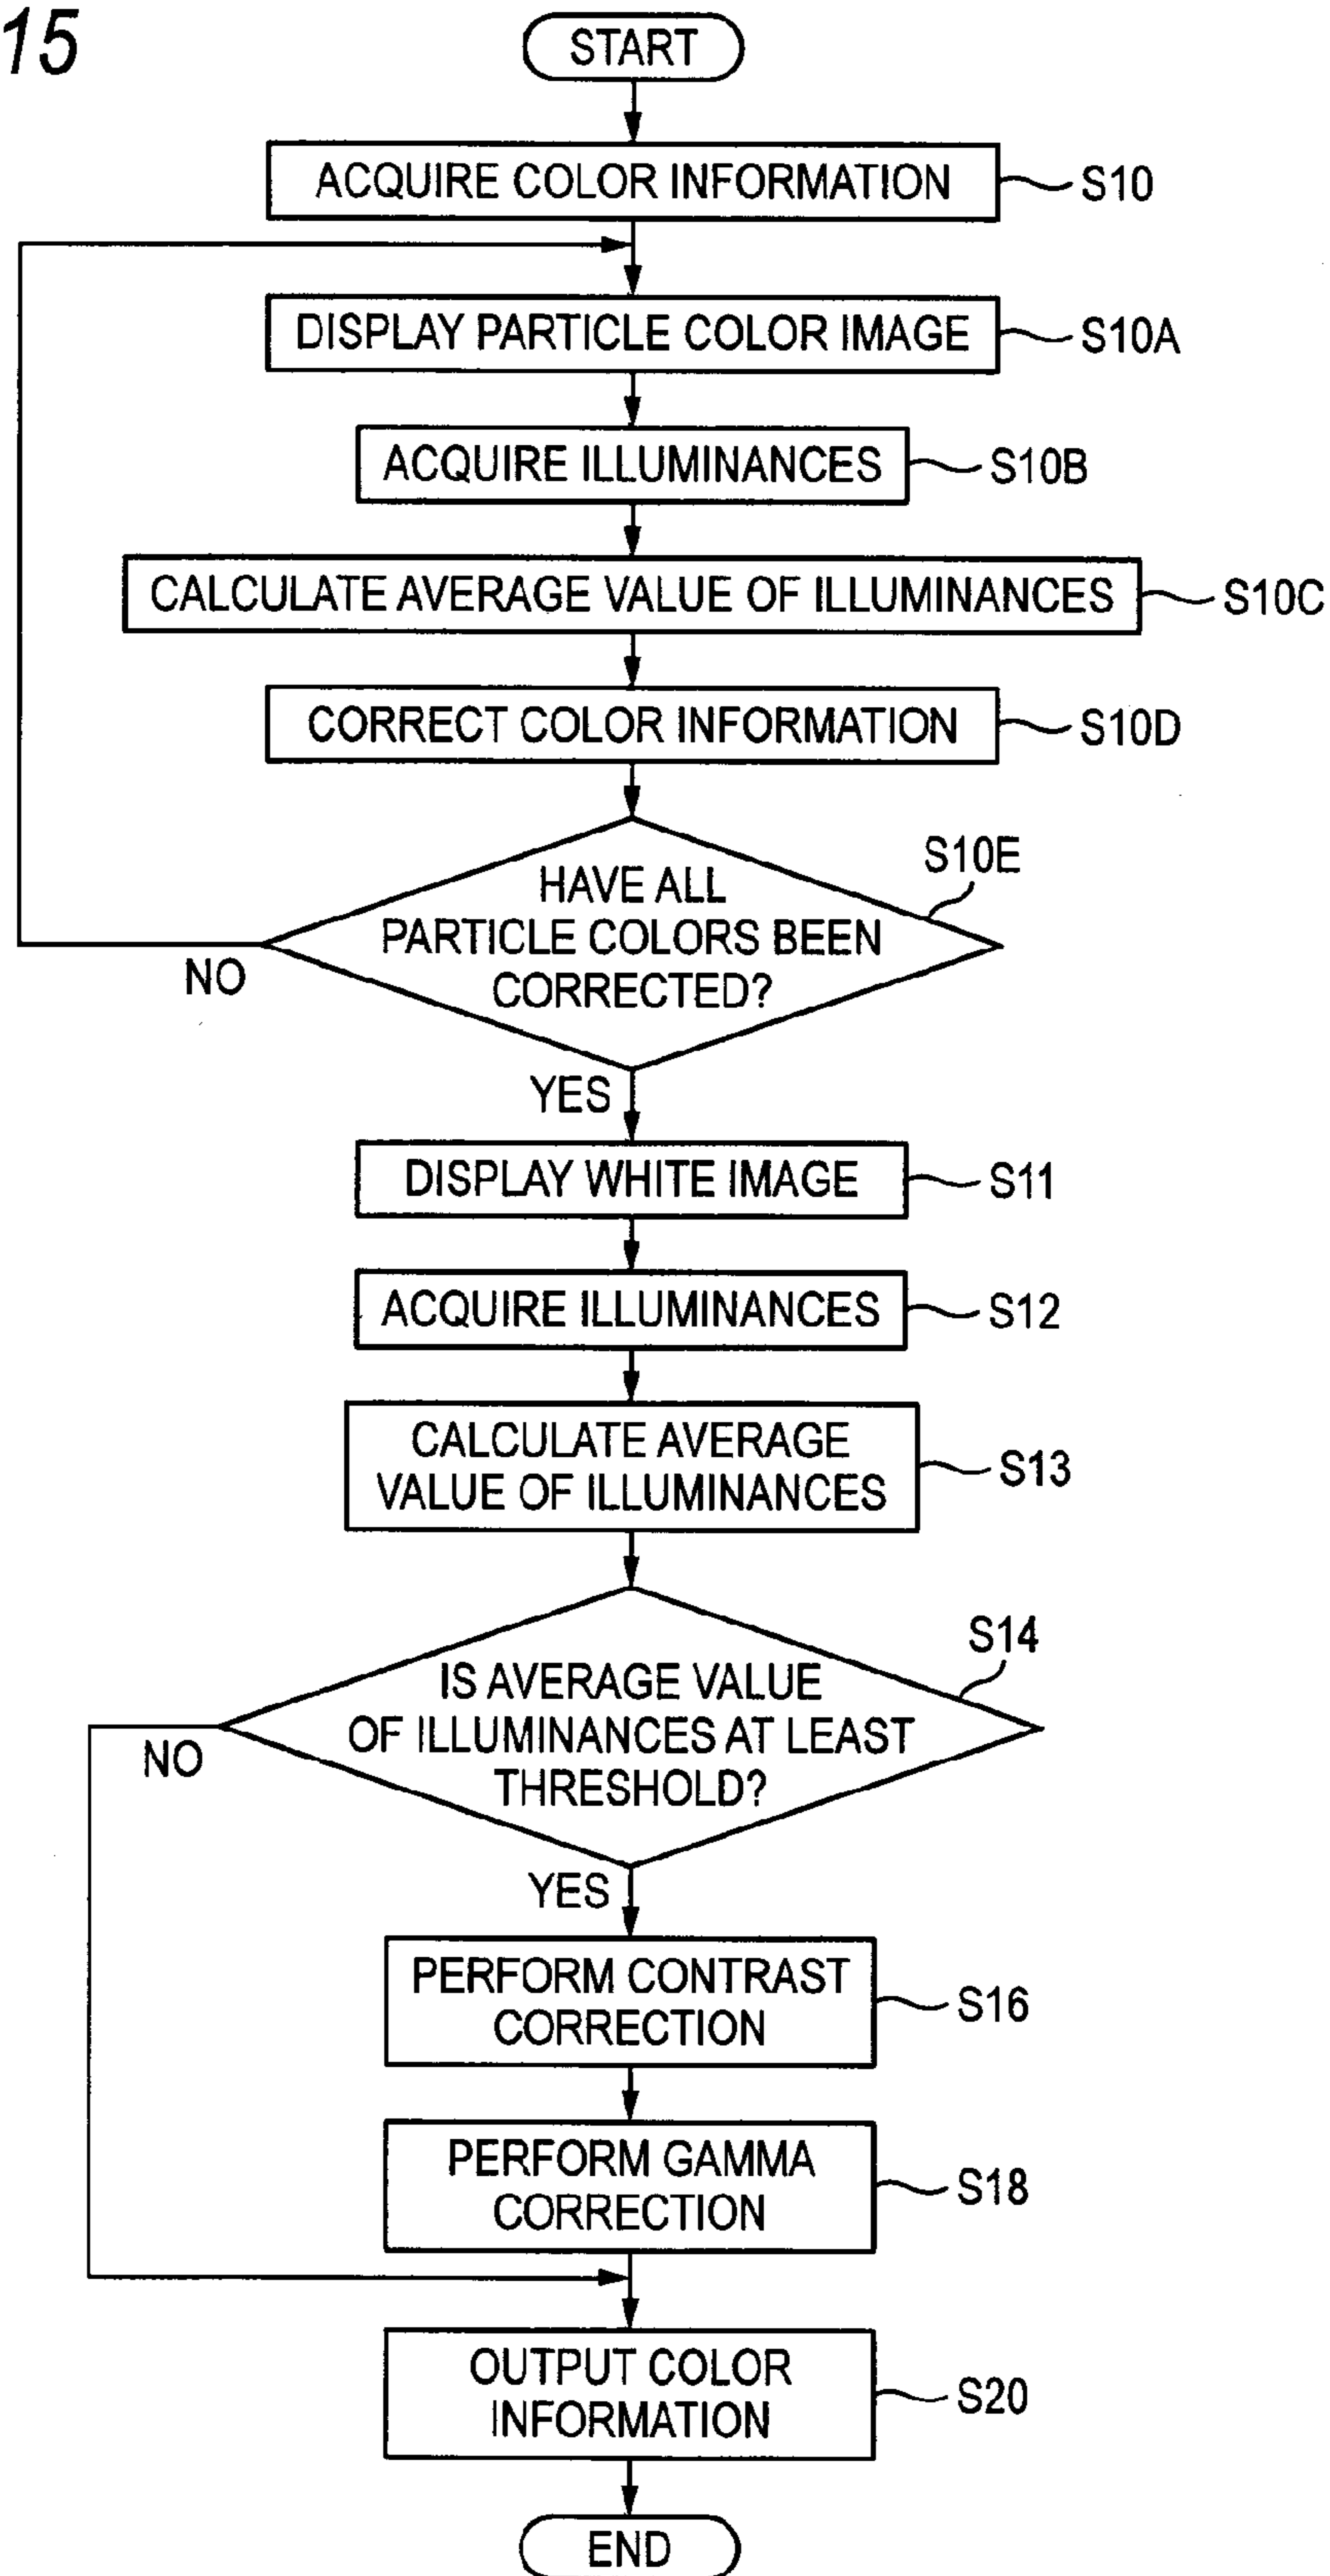 15
START
ACQUIRE COLOR INFORMATION
S10
DISPLAY PARTICLE COLOR IMAGE
S10A
ACQUIRE ILLUMINANCES
S10B
CALCULATE AVERAGE VALUE OF ILLUMINANCES
S10C
CORRECT COLOR INFORMATION
S10D
S10E
HAVE ALL
PARTICLE COLORS BEEN
CORRECTED?
NO
YES
DISPLAY WHITE IMAGE
S11
ACQUIRE ILLUMINANCES
S12
CALCULATE AVERAGE
VALUE OF ILLUMINANCES
S13
S14
IS AVERAGE VALUE
OF ILLUMINANCES AT LEAST
THRESHOLD?
NO
YES
PERFORM CONTRAST
CORRECTION
S16
PERFORM GAMMA
CORRECTION
S18
OUTPUT COLOR
INFORMATION
S20
END